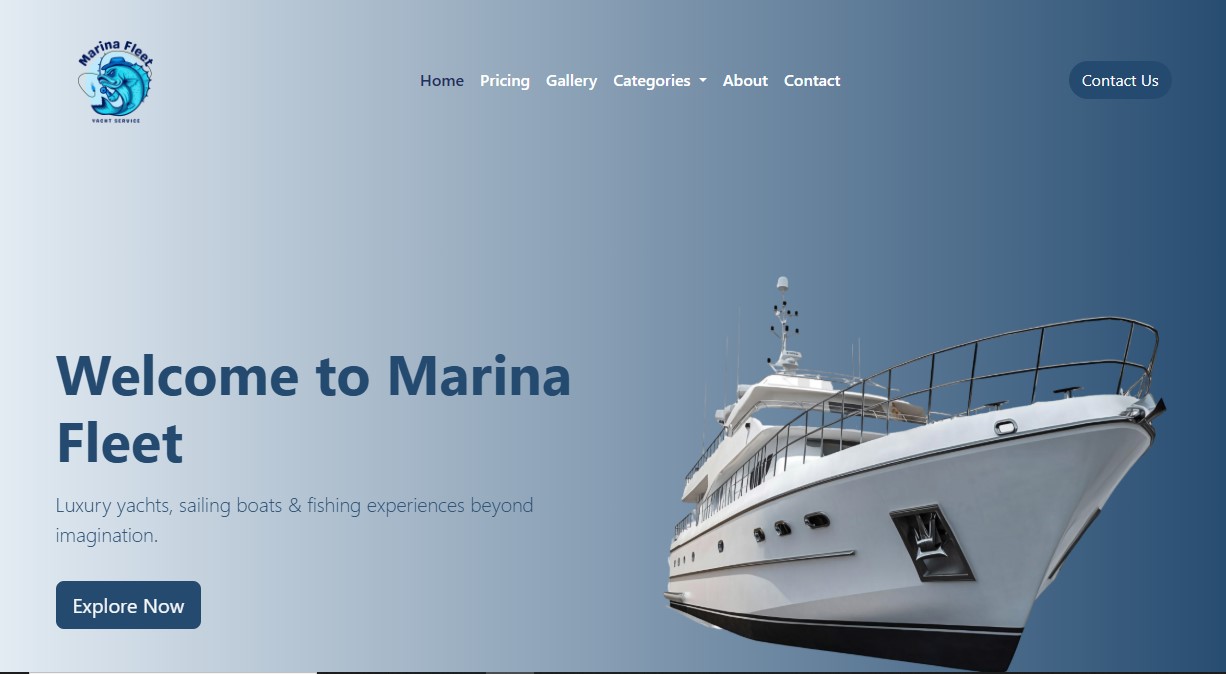 Marina Fleet
YACHT SERVICE
Home Pricing Gallery Categories About Contact
Contact Us
Welcome to Marina
Fleet
Luxury yachts, sailing boats & fishing experiences beyond
imagination.
Explore Now